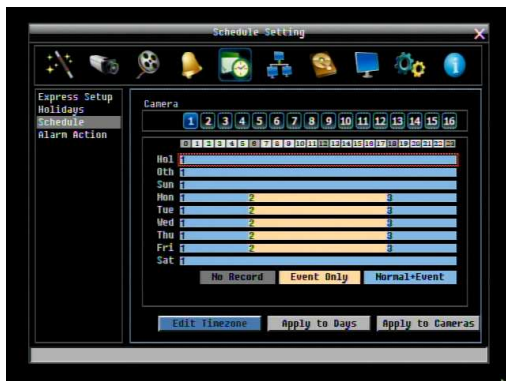 Schedule Setting
X
i
Express Setup
Holidays
Schedule
Alarm Action
Camera
1 2 3 4 5 6 7 8 9 10 11 12 13 14 15 16
0 1 2 3 4 5 6 7 8 9 10 11 12 13 14 15 16 17 18 19 20 21 22 23
Hol 1
Oth 1
Sun 1
Mon 1 2 3
Tue 1 2 3
Wed 1 2 3
Thu 1 2 3
Fri 1 2 3
Sat 1
No Record Event Only Normal+Event
Edit Timezone Apply to Days Apply to Cameras